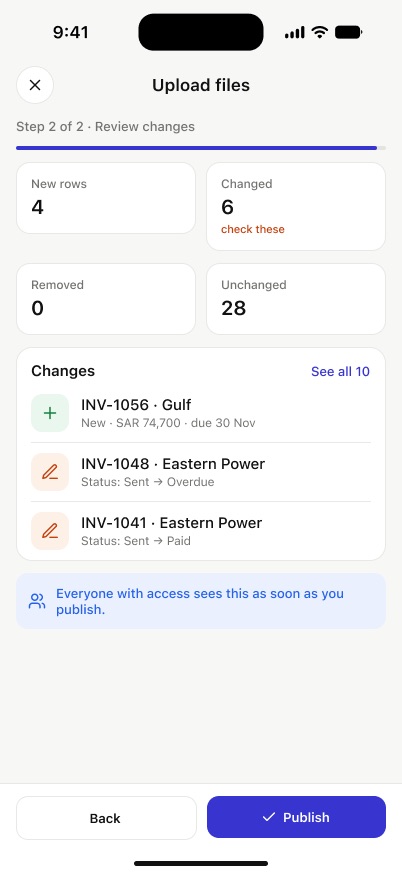 9:41
Upload files
Step 2 of 2 · Review changes
New rows
4
Changed
6
check these
Removed
0
Unchanged
28
Changes
See all 10
INV-1056 · Gulf
New · SAR 74,700 · due 30 Nov
INV-1048 · Eastern Power
Status: Sent → Overdue
INV-1041 · Eastern Power
Status: Sent → Paid
Everyone with access sees this as soon as you
publish.
Back
Publish